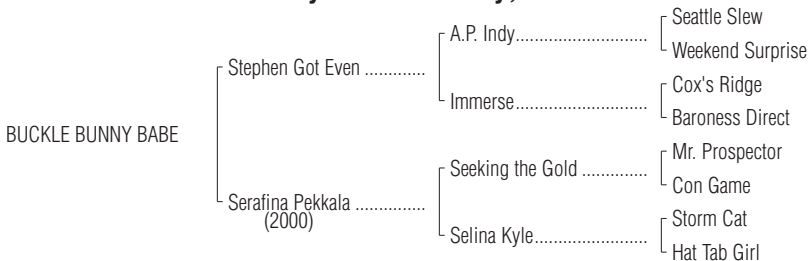 Seattle Slew
A.P. Indy
Weekend Surprise
Stephen Got Even
Cox's Ridge
Immerse
Baroness Direct
BUCKLE BUNNY BABE
Mr. Prospector
Seeking the Gold
Con Game
Serafina Pekkala
(2000)
Storm Cat
Selina Kyle
Hat Tab Girl